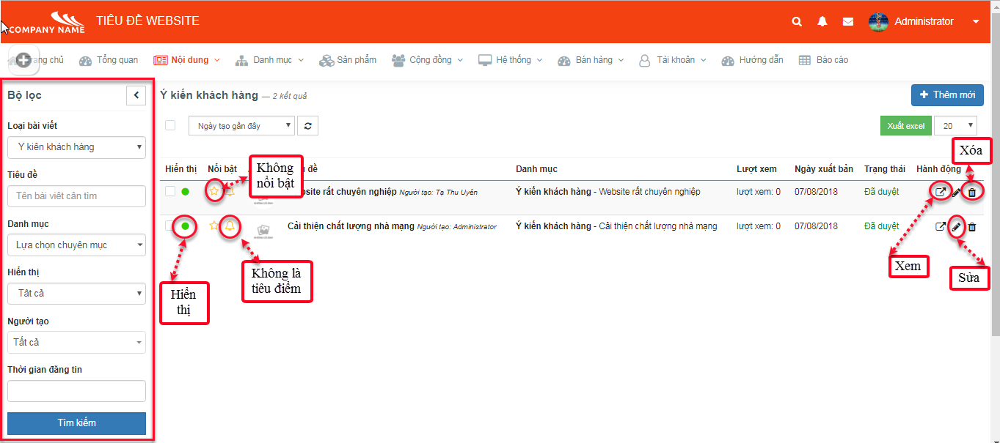 COMPANY NAME
TIÊU ĐỀ WEBSITE
Administrator
rang chủ
Tổng quan
Nội dung
Danh mục
Sản phẩm
Cộng đồng
Hệ thống
Bán hàng
Tài khoản
Hướng dẫn
Báo cáo
Bộ lọc
Loại bài viết
Ý kiến khách hàng
Tiêu đề
Tên bài viết cần tìm
Danh mục
Lựa chọn chuyên mục
Hiển thị
Tất cả
Người tạo
Tất cả
Thời gian đăng tin
Tìm kiếm
Ý kiến khách hàng — 2 kết quả
Thêm mới
Ngày tạo gần đây
Xuất excel
20
Xóa
Hiển thị
Nổi bật
đề
Danh mục
Lượt xem
Ngày xuất bản
Trạng thái
Hành động
Không
nổi bật
bsite rất chuyên nghiệp Người tạo: Tạ Thu Uyên
Ý kiến khách hàng - Website rất chuyên nghiệp
lượt xem: 0
07/08/2018
Đã duyệt
Cải thiện chất lượng nhà mạng Người tạo: Administrator
Ý kiến khách hàng - Cải thiện chất lượng nhà mạng
lượt xem: 0
07/08/2018
Đã duyệt
Hiển
thị
Không là
tiêu điểm
Xem
Sửa